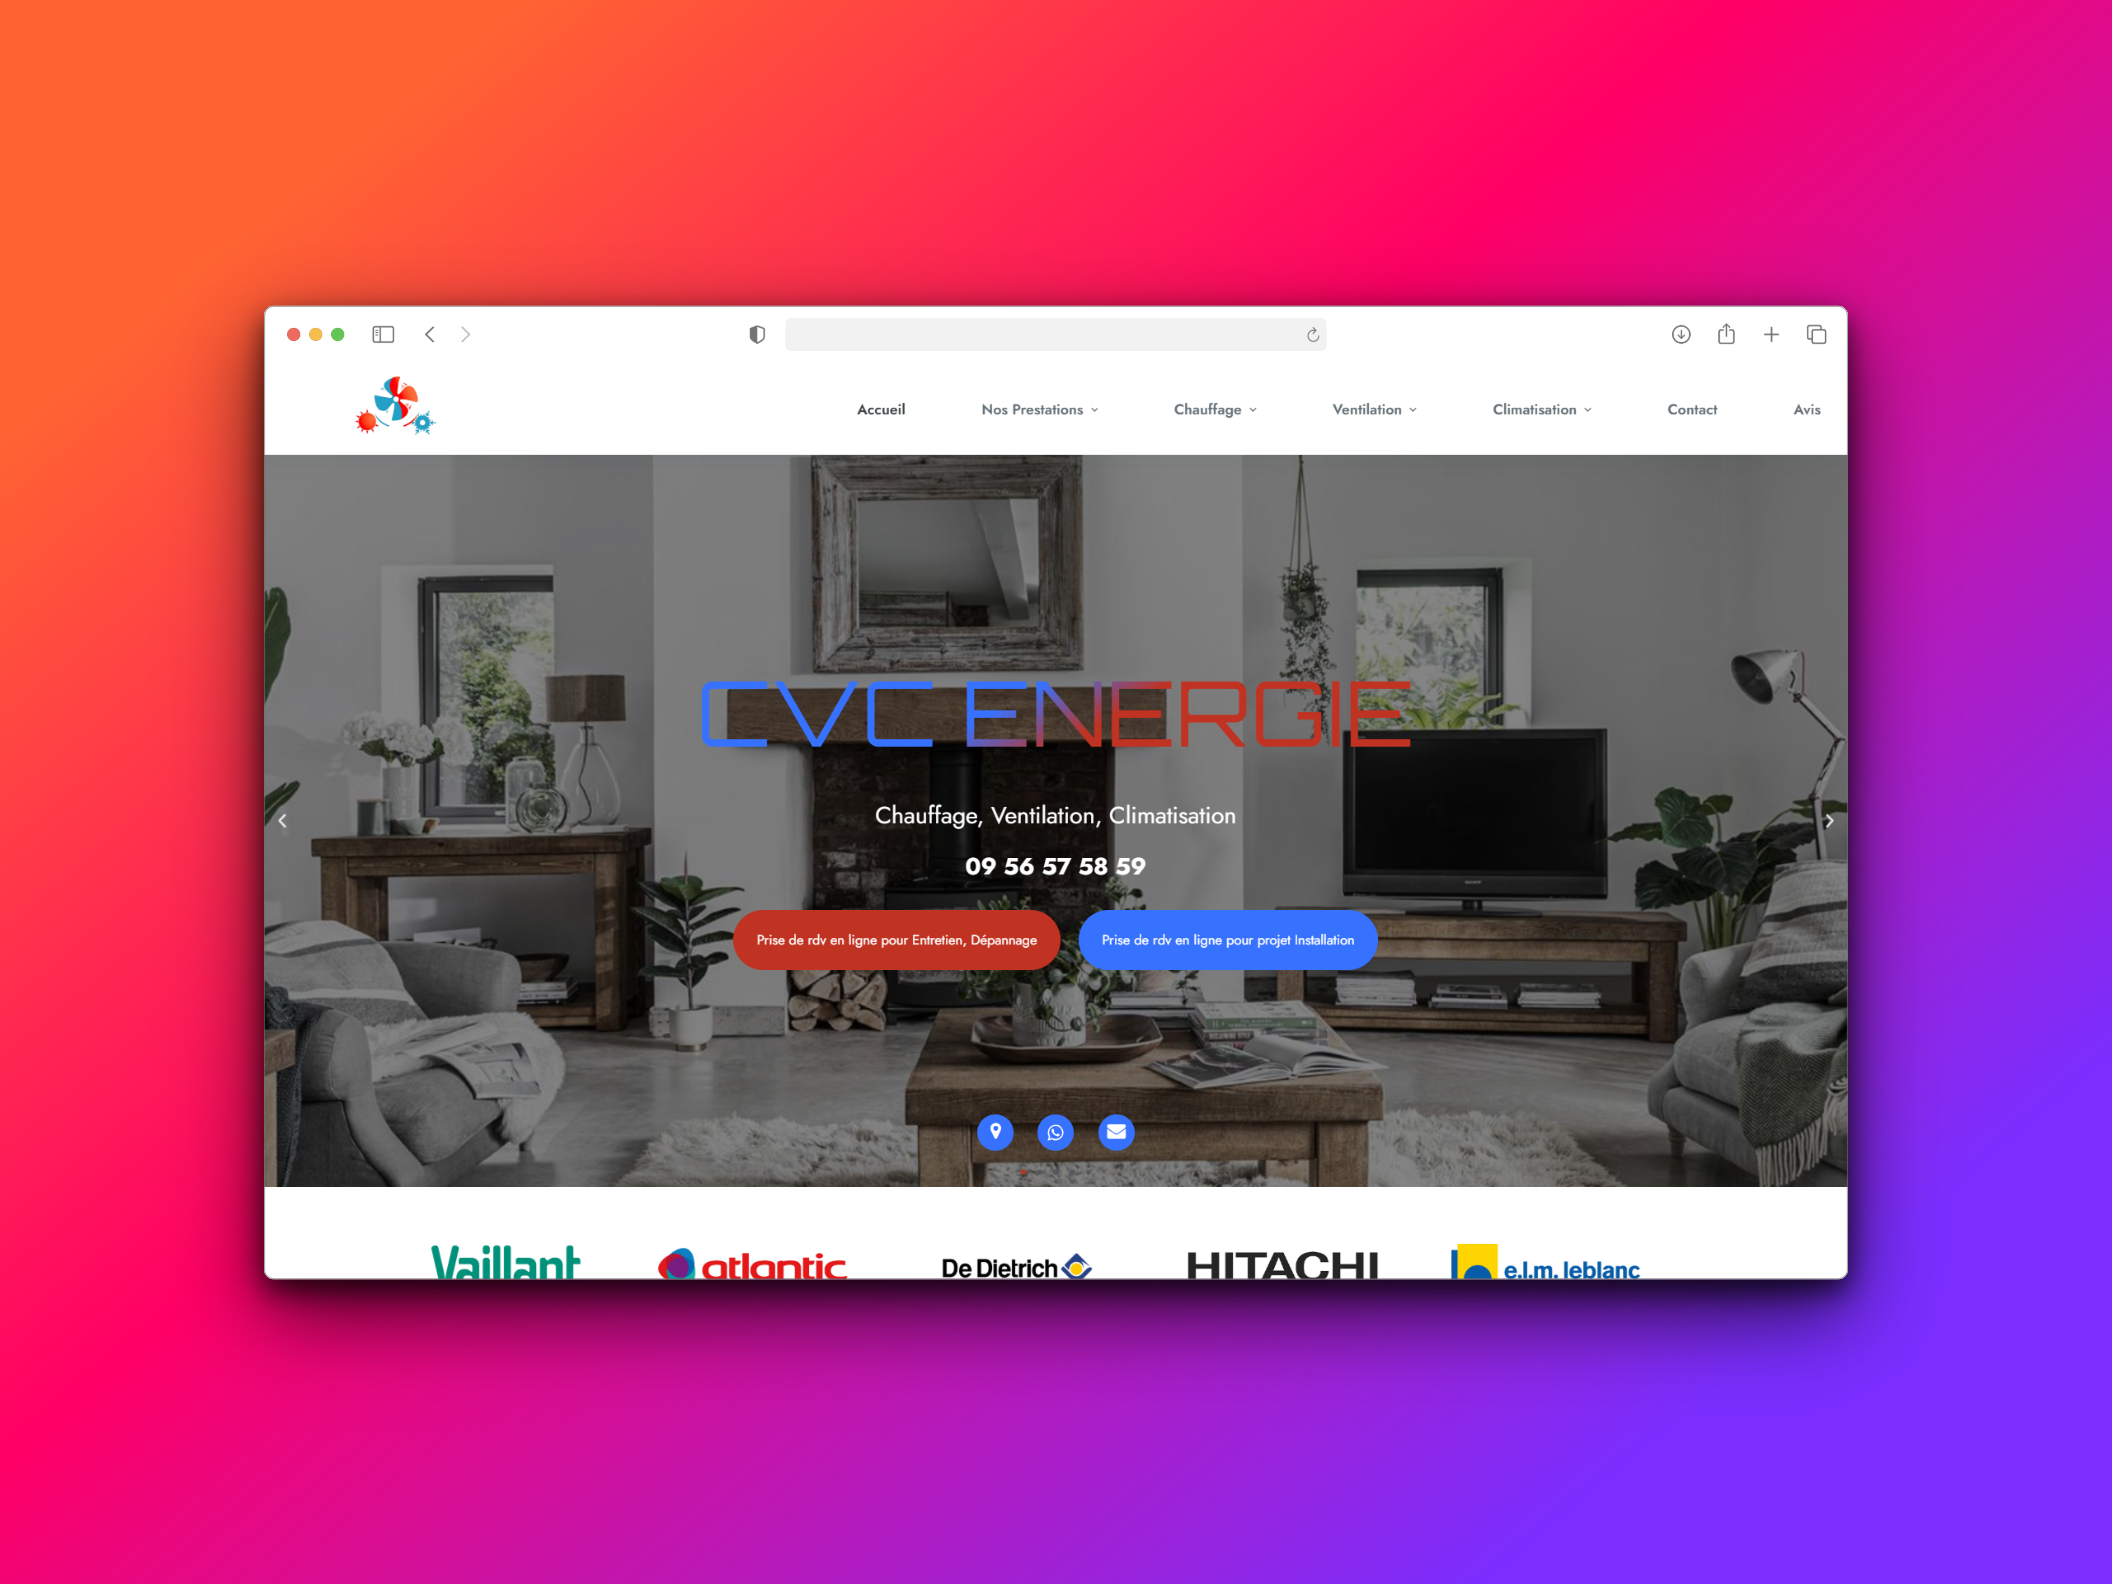 Accueil
Nos Prestations
Chauffage
Ventilation
Climatisation
Contact
Avis
CVC ENERGIE
Chauffage, Ventilation, Climatisation
09 56 57 58 59
Prise de rdv en ligne pour Entretien, Dépannage
Prise de rdv en ligne pour projet Installation
SONY
Vaillant
atlantic
De Dietrich
HITACHI
e.l.m. leblanc